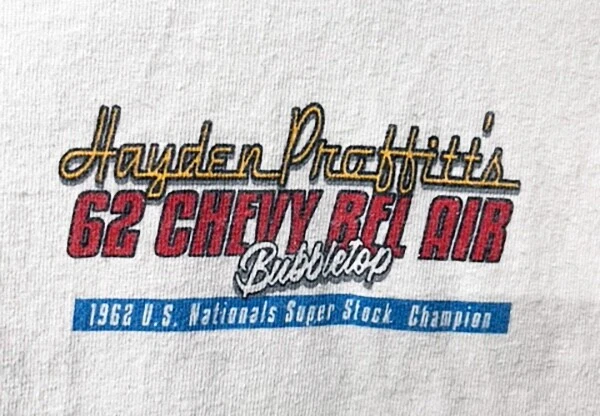 Hayden Proffitt's
62 CHEVY BEL AIR
Bubbletop
1962 U.S. Nationals Super Stock Champion